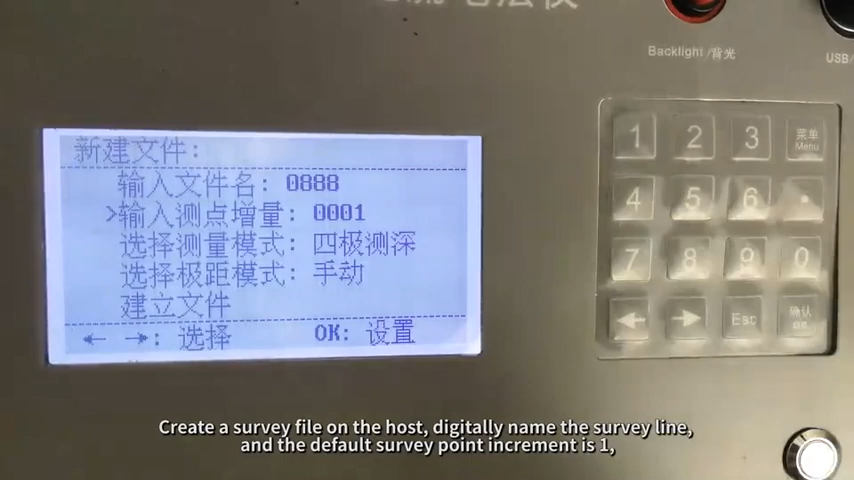 Backlight /背光
USB/
新建文件:
输入文件名: 0888
>输入测点增量: 0001
选择测量模式: 四极测深
选择极距模式: 手动
建立文件
← →: 选择 OK: 设置
1 2 3 菜单 Menu
4 5 6 .
7 8 9 0
← → Esc 确认
Create a survey file on the host, digitally name the survey line,
and the default survey point increment is 1,